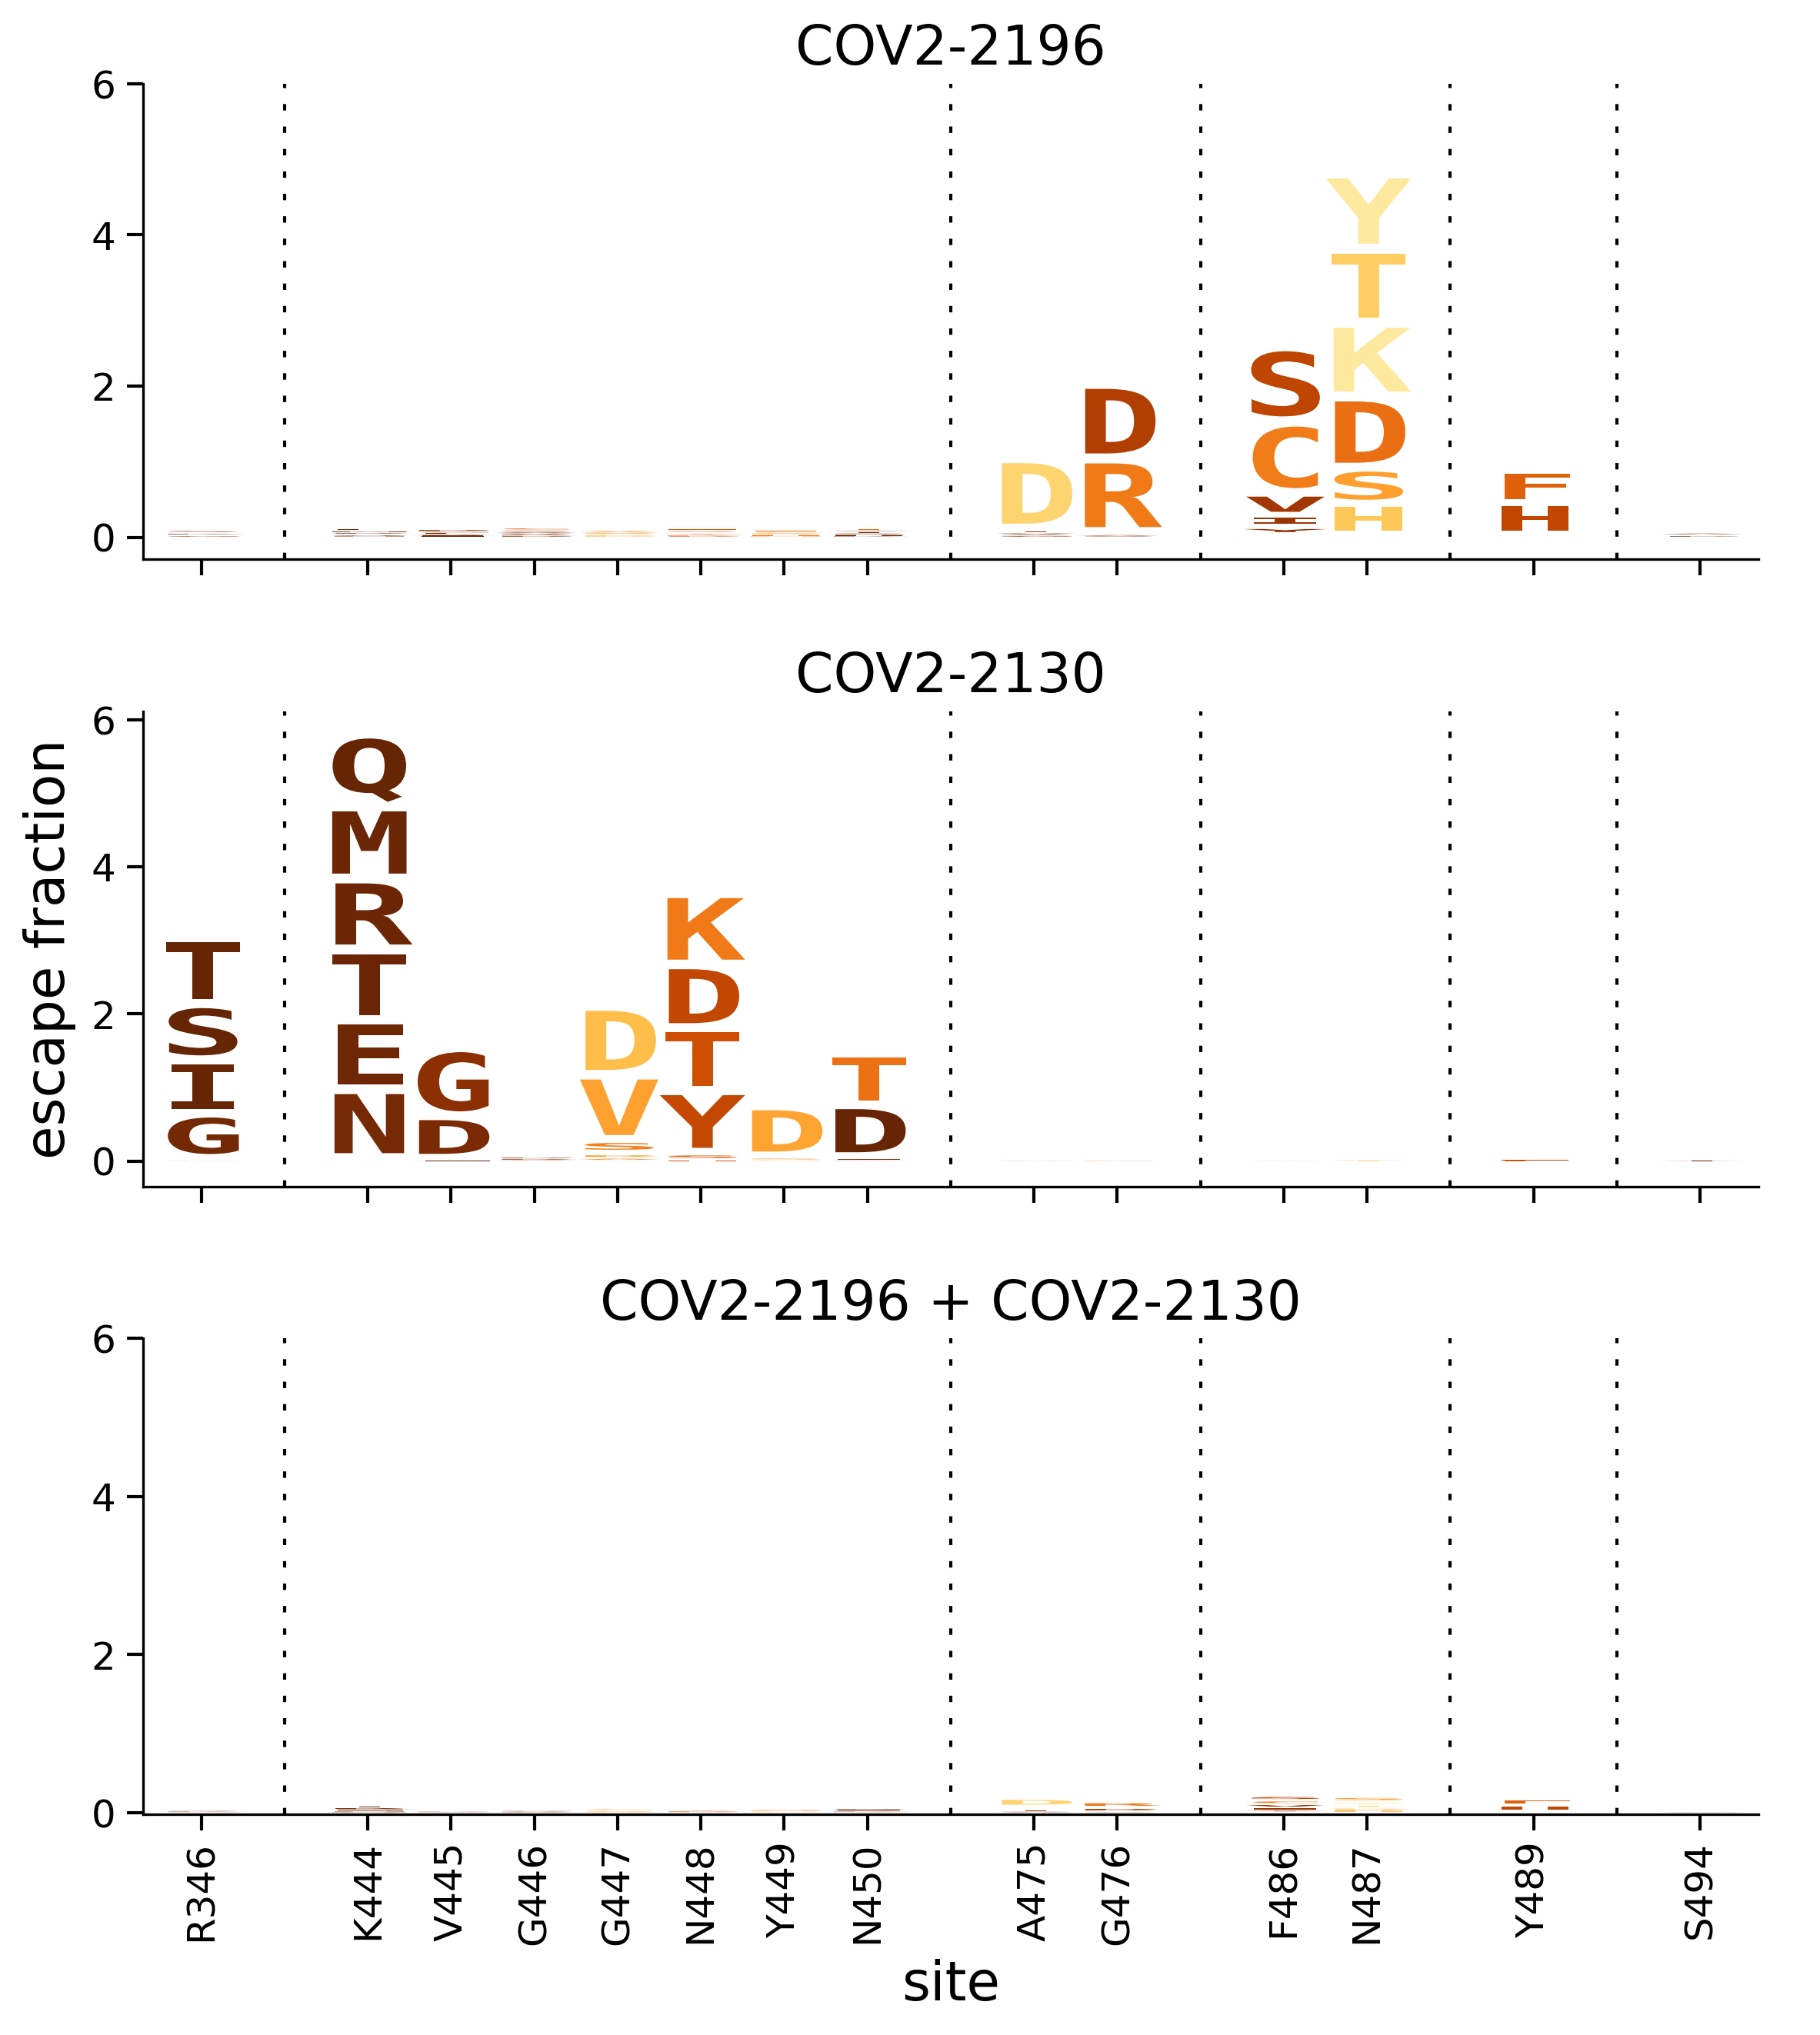 COV2-2196
6
4
2
0
Y
T
K
D
S
H
S
C
V
I
D
D
R
F
H
COV2-2130
escape fraction
6
4
2
0
T
S
I
G
Q
M
R
T
E
N
G
D
D
V
S
K
D
T
Y
D
T
D
COV2-2196 + COV2-2130
6
4
2
0
R346
K444
V445
G446
G447
N448
Y449
N450
A475
G476
F486
N487
Y489
S494
site